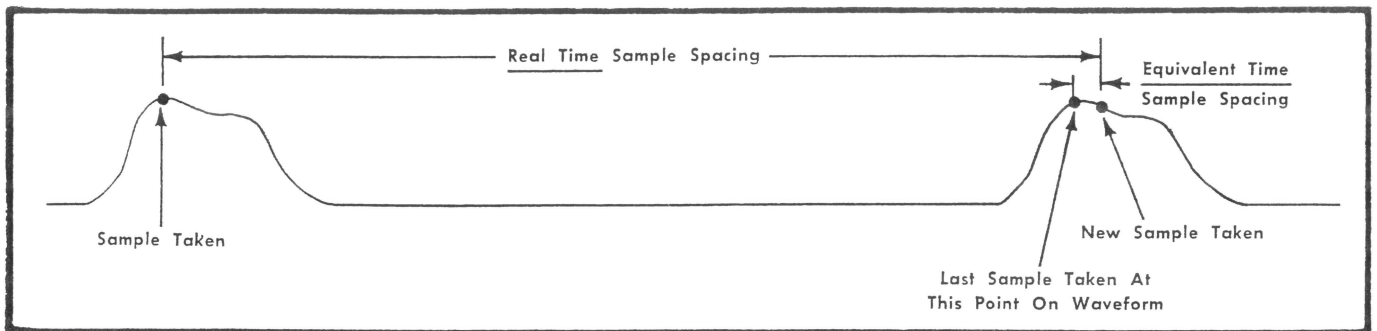 Real Time Sample Spacing
Equivalent Time
Sample Spacing
Sample Taken
New Sample Taken
Last Sample Taken At
This Point On Waveform